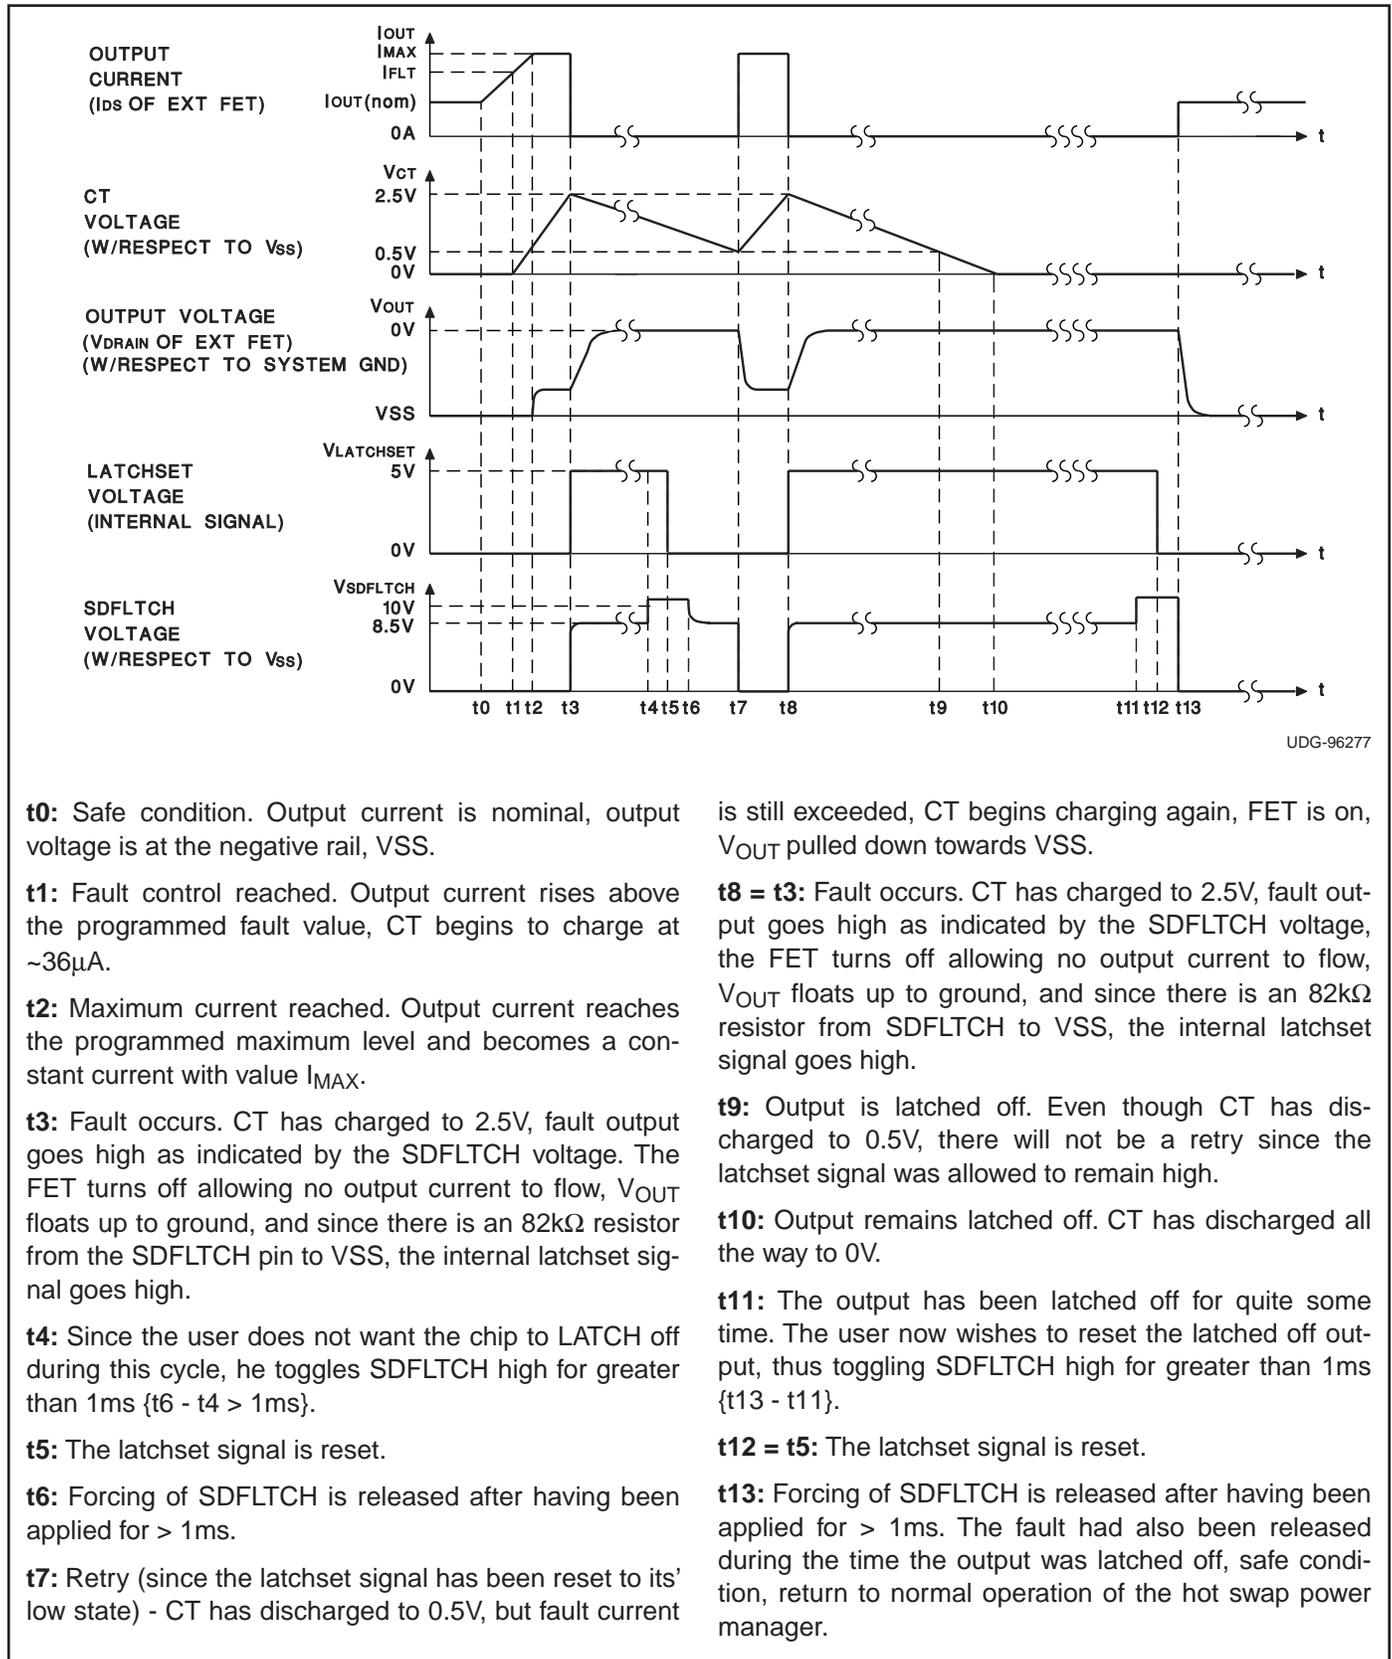 OUTPUT
CURRENT
(IDS OF EXT FET)
IOUT
IMAX
IFLT
IOUT(nom)
0A
t
CT
VOLTAGE
(W/RESPECT TO VSS)
VCT
2.5V
0.5V
0V
t
OUTPUT VOLTAGE
(VDRAIN OF EXT FET)
(W/RESPECT TO SYSTEM GND)
VOUT
0V
VSS
t
LATCHSET
VOLTAGE
(INTERNAL SIGNAL)
VLATCHSET
5V
0V
t
SDFLTCH
VOLTAGE
(W/RESPECT TO VSS)
VSDFLTCH
10V
8.5V
0V
t
t0 t1 t2 t3 t4 t5 t6 t7 t8 t9 t10 t11 t12 t13
UDG-96277
t0: Safe condition. Output current is nominal, output
voltage is at the negative rail, VSS.
t1: Fault control reached. Output current rises above
the programmed fault value, CT begins to charge at
~36µA.
t2: Maximum current reached. Output current reaches
the programmed maximum level and becomes a con-
stant current with value IMAX.
t3: Fault occurs. CT has charged to 2.5V, fault output
goes high as indicated by the SDFLTCH voltage. The
FET turns off allowing no output current to flow, VOUT
floats up to ground, and since there is an 82kΩ resistor
from the SDFLTCH pin to VSS, the internal latchset sig-
nal goes high.
t4: Since the user does not want the chip to LATCH off
during this cycle, he toggles SDFLTCH high for greater
than 1ms {t6 - t4 > 1ms}.
t5: The latchset signal is reset.
t6: Forcing of SDFLTCH is released after having been
applied for > 1ms.
t7: Retry (since the latchset signal has been reset to its’
low state) - CT has discharged to 0.5V, but fault current
is still exceeded, CT begins charging again, FET is on,
VOUT pulled down towards VSS.
t8 = t3: Fault occurs. CT has charged to 2.5V, fault out-
put goes high as indicated by the SDFLTCH voltage,
the FET turns off allowing no output current to flow,
VOUT floats up to ground, and since there is an 82kΩ
resistor from SDFLTCH to VSS, the internal latchset
signal goes high.
t9: Output is latched off. Even though CT has dis-
charged to 0.5V, there will not be a retry since the
latchset signal was allowed to remain high.
t10: Output remains latched off. CT has discharged all
the way to 0V.
t11: The output has been latched off for quite some
time. The user now wishes to reset the latched off out-
put, thus toggling SDFLTCH high for greater than 1ms
{t13 - t11}.
t12 = t5: The latchset signal is reset.
t13: Forcing of SDFLTCH is released after having been
applied for > 1ms. The fault had also been released
during the time the output was latched off, safe condi-
tion, return to normal operation of the hot swap power
manager.